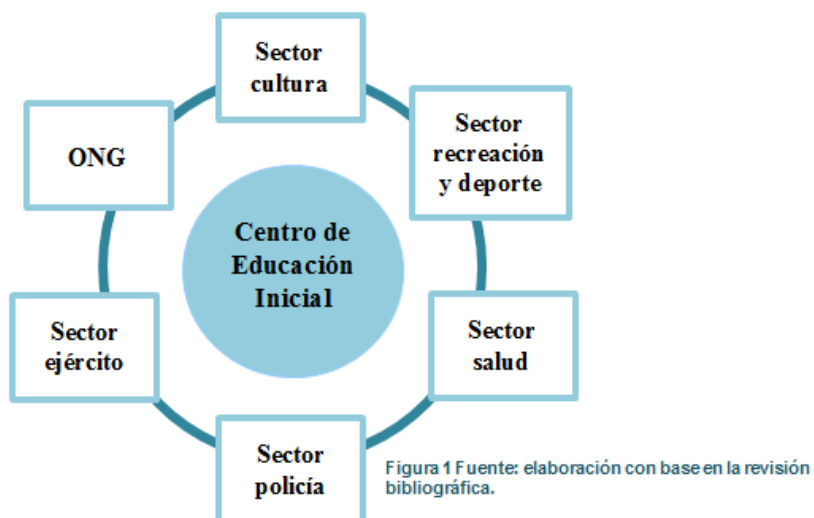 Sector
cultura
Sector
recreación
y deporte
ONG
Centro de
Educación
Inicial
Sector
ejército
Sector
salud
Sector
policía
Figura 1 Fuente: elaboración con base en la revisión
bibliográfica.